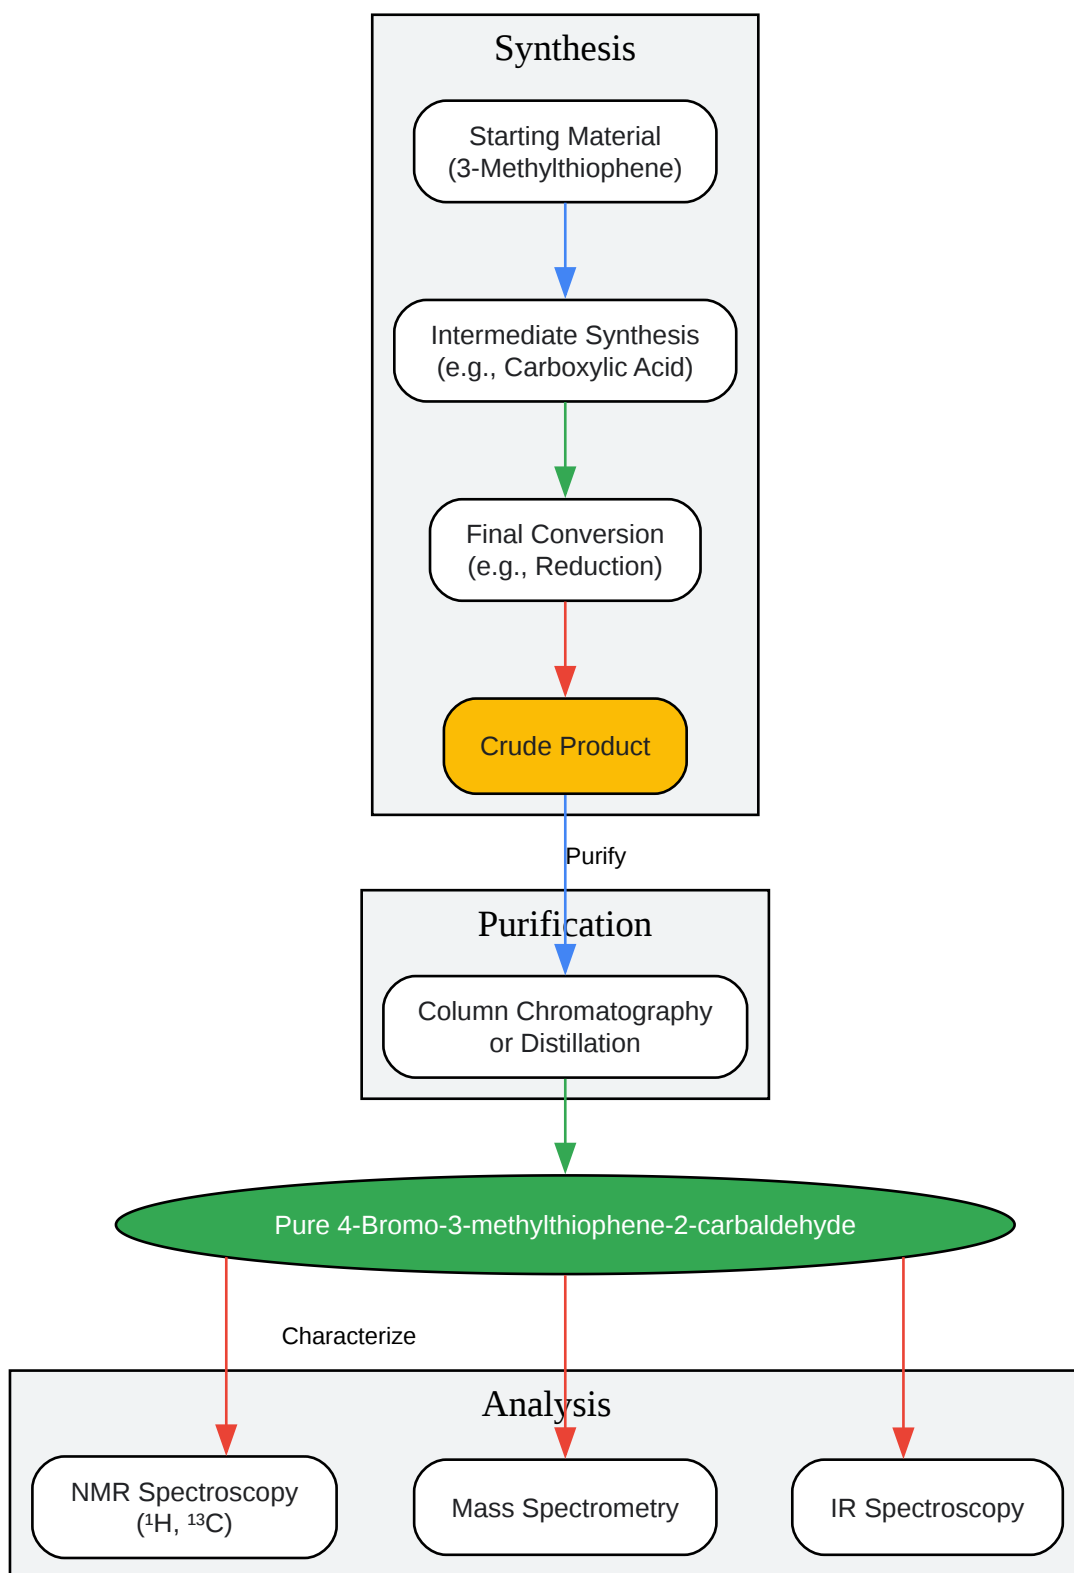 Synthesis
Starting Material
(3-Methylthiophene)
Intermediate Synthesis
(e.g., Carboxylic Acid)
Final Conversion
(e.g., Reduction)
Crude Product
Purify
Purification
Column Chromatography
or Distillation
Pure 4-Bromo-3-methylthiophene-2-carbaldehyde
Characterize
Analysis
NMR Spectroscopy
(¹H, ¹³C)
Mass Spectrometry
IR Spectroscopy